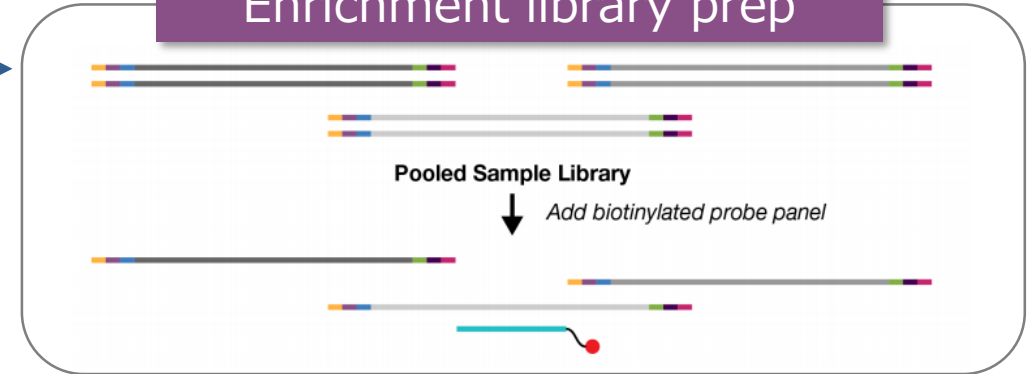 Enrichment library prep
Pooled Sample Library
Add biotinylated probe panel